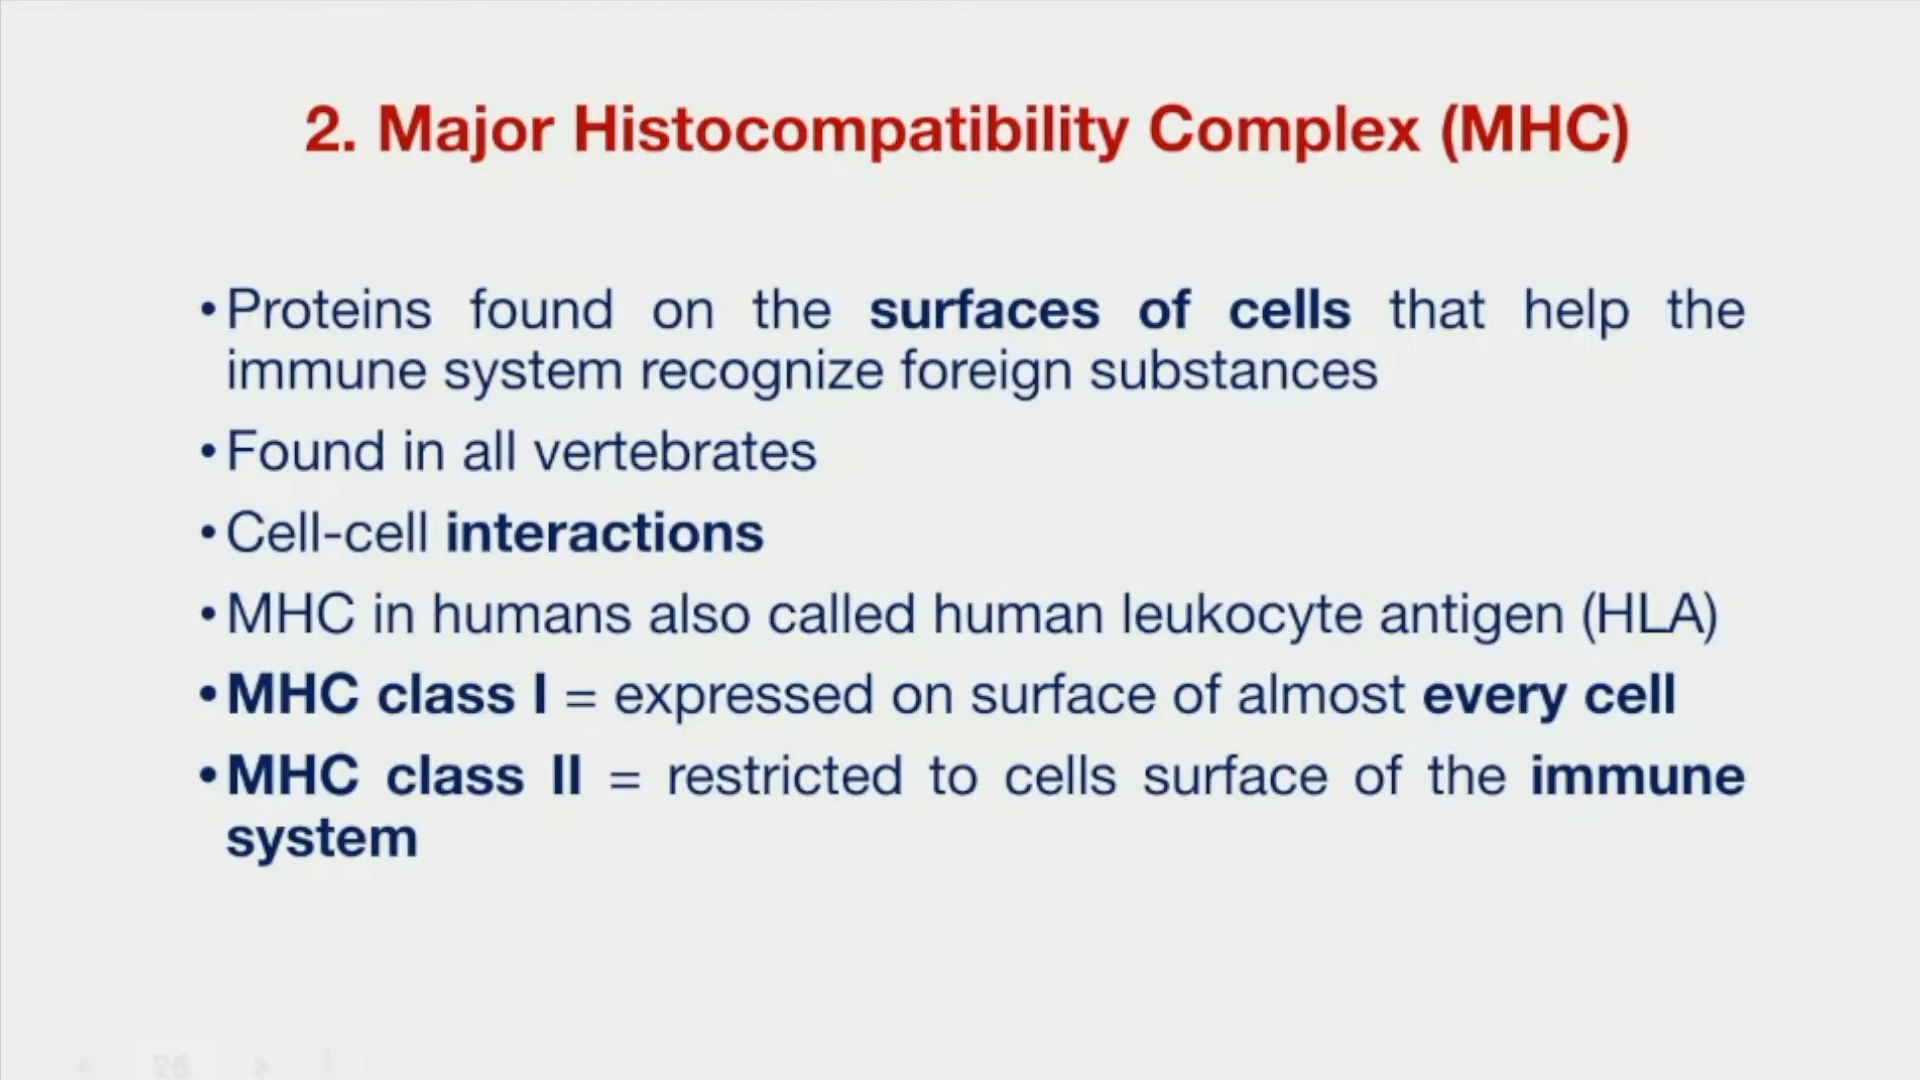 2. Major Histocompatibility Complex (MHC)
•Proteins found on the surfaces of cells that help the
immune system recognize foreign substances
•Found in all vertebrates
•Cell-cell interactions
•MHC in humans also called human leukocyte antigen (HLA)
•MHC class I = expressed on surface of almost every cell
•MHC class II = restricted to cells surface of the immune
system